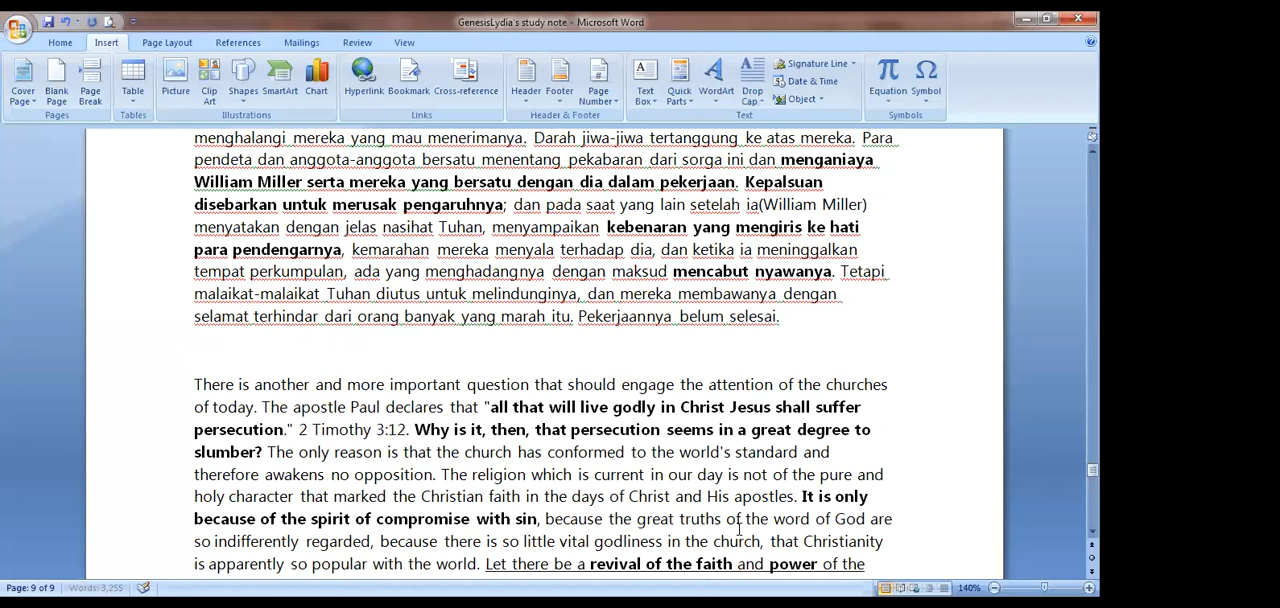 GenesisLydia's study note - Microsoft Word
Home Insert Page Layout References Mailings Review View
Cover Page
Blank Page
Page Break
Table
Picture
Clip Art
Shapes
SmartArt
Chart
Hyperlink
Bookmark
Cross-reference
Header
Footer
Page Number
Text Box
Quick Parts
WordArt
Drop Cap
Signature Line
Date & Time
Object
Equation
Symbol
Pages Tables Illustrations Links Header & Footer Text Symbols
menghalangi mereka yang mau menerimanya. Darah jiwa-jiwa tertanggung ke atas mereka. Para
pendeta dan anggota-anggota bersatu menentang pekabaran dari sorga ini dan menganiaya
William Miller serta mereka yang bersatu dengan dia dalam pekerjaan. Kepalsuan
disebarkan untuk merusak pengaruhnya; dan pada saat yang lain setelah ia(William Miller)
menyatakan dengan jelas nasihat Tuhan, menyampaikan kebenaran yang mengiris ke hati
para pendengarnya, kemarahan mereka menyala terhadap dia, dan ketika ia meninggalkan
tempat perkumpulan, ada yang menghadangnya dengan maksud mencabut nyawanya. Tetapi
malaikat-malaikat Tuhan diutus untuk melindunginya, dan mereka membawanya dengan
selamat terhindar dari orang banyak yang marah itu. Pekerjaannya belum selesai.
There is another and more important question that should engage the attention of the churches
of today. The apostle Paul declares that "all that will live godly in Christ Jesus shall suffer
persecution." 2 Timothy 3:12. Why is it, then, that persecution seems in a great degree to
slumber? The only reason is that the church has conformed to the world's standard and
therefore awakens no opposition. The religion which is current in our day is not of the pure and
holy character that marked the Christian faith in the days of Christ and His apostles. It is only
because of the spirit of compromise with sin, because the great truths of the word of God are
so indifferently regarded, because there is so little vital godliness in the church, that Christianity
is apparently so popular with the world. Let there be a revival of the faith and power of the
Page: 9 of 9 Words: 3,255 140%